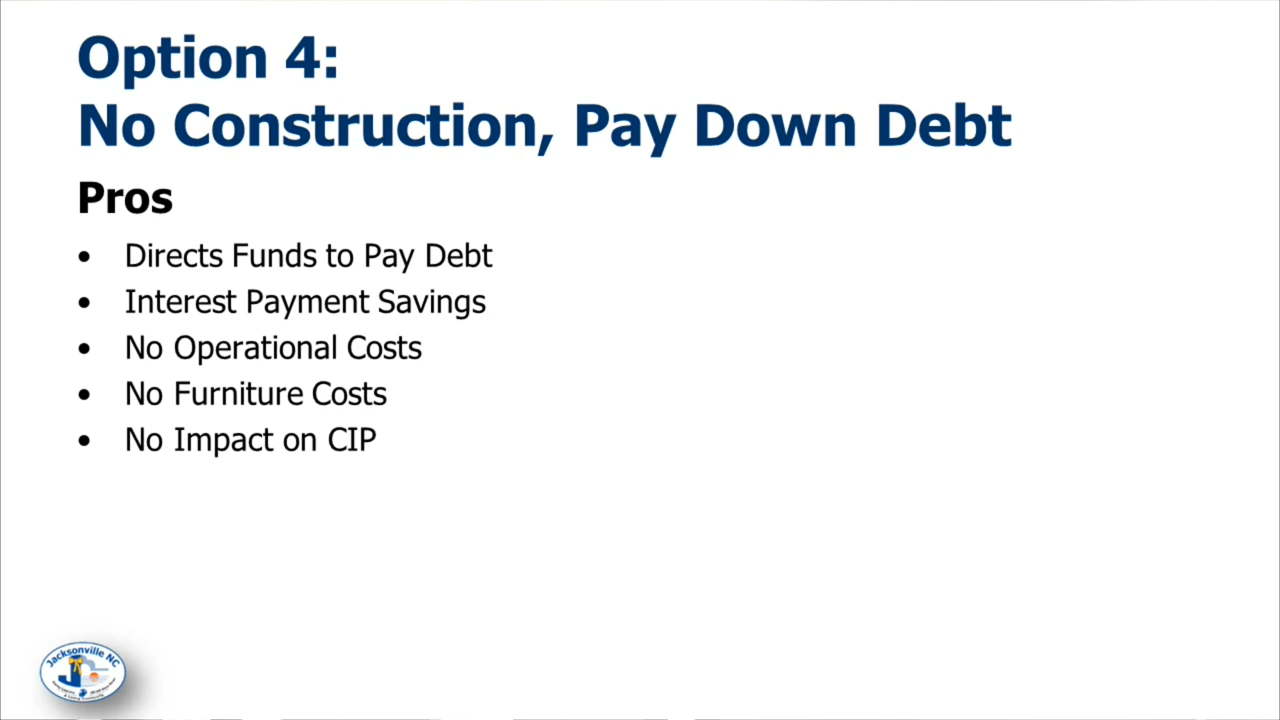 Option 4:
No Construction, Pay Down Debt
Pros
• Directs Funds to Pay Debt
• Interest Payment Savings
• No Operational Costs
• No Furniture Costs
• No Impact on CIP
Jacksonville NC